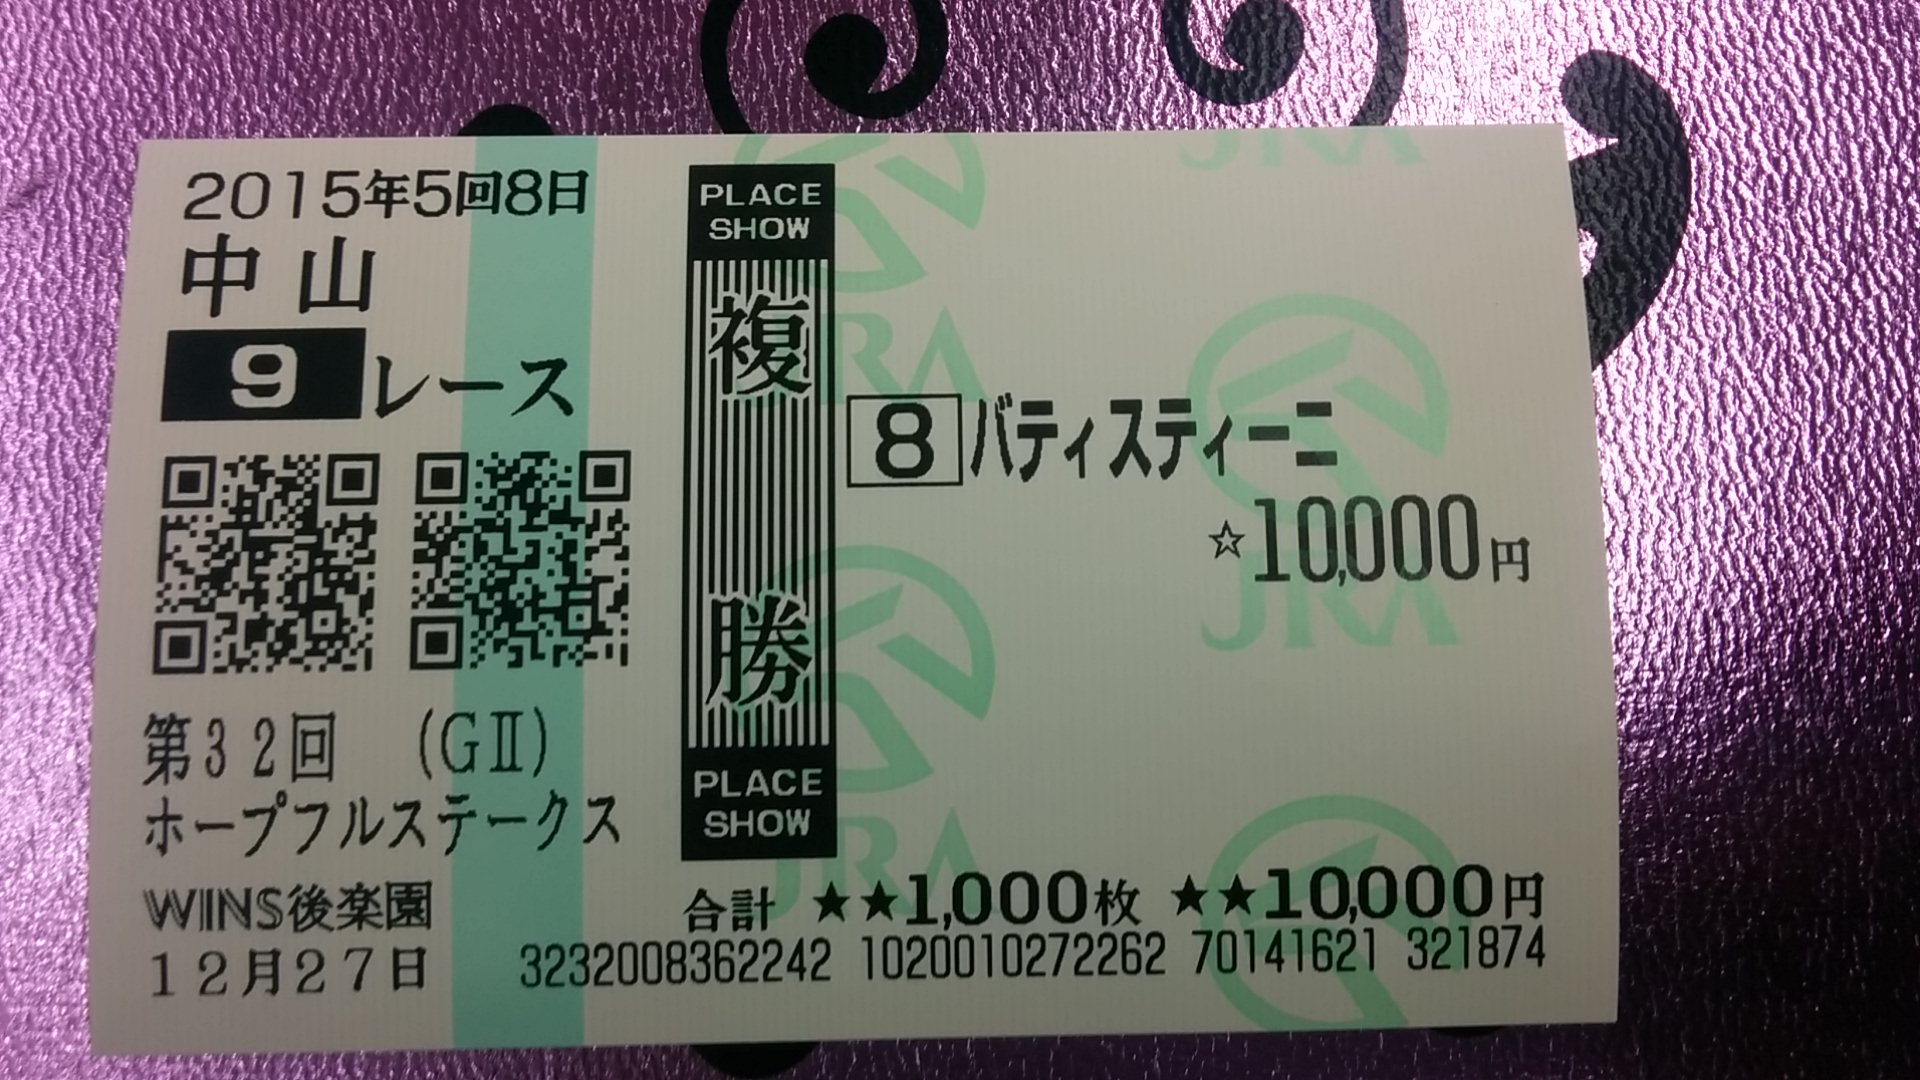 2015年5回8日
中山
9レース
第32回 (GⅡ)
ホープフルステークス
WINS後楽園
12月27日
PLACE
SHOW
複
勝
PLACE
SHOW
8 バティスティーニ
☆10,000円
合計 ★★1,000枚 ★★10,000円
3232008362242 1020010272262 70141621 321874
JRA
JRA
JRA
JRA